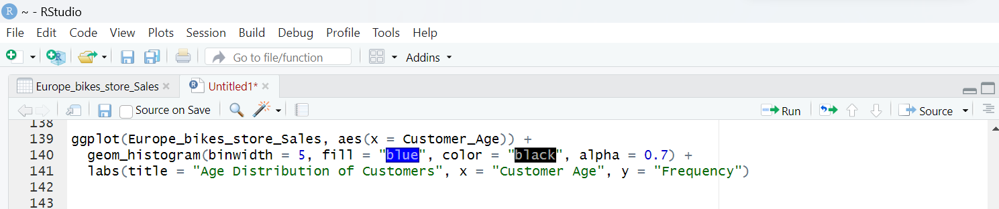 R ~ - RStudio
File Edit Code View Plots Session Build Debug Profile Tools Help
R Go to file/function Addins
Europe_bikes_store_Sales R Untitled1*
Source on Save Run Source
138
139 ggplot(Europe_bikes_store_Sales, aes(x = Customer_Age)) +
140 geom_histogram(binwidth = 5, fill = "blue", color = "black", alpha = 0.7) +
141 labs(title = "Age Distribution of Customers", x = "Customer Age", y = "Frequency")
142
143